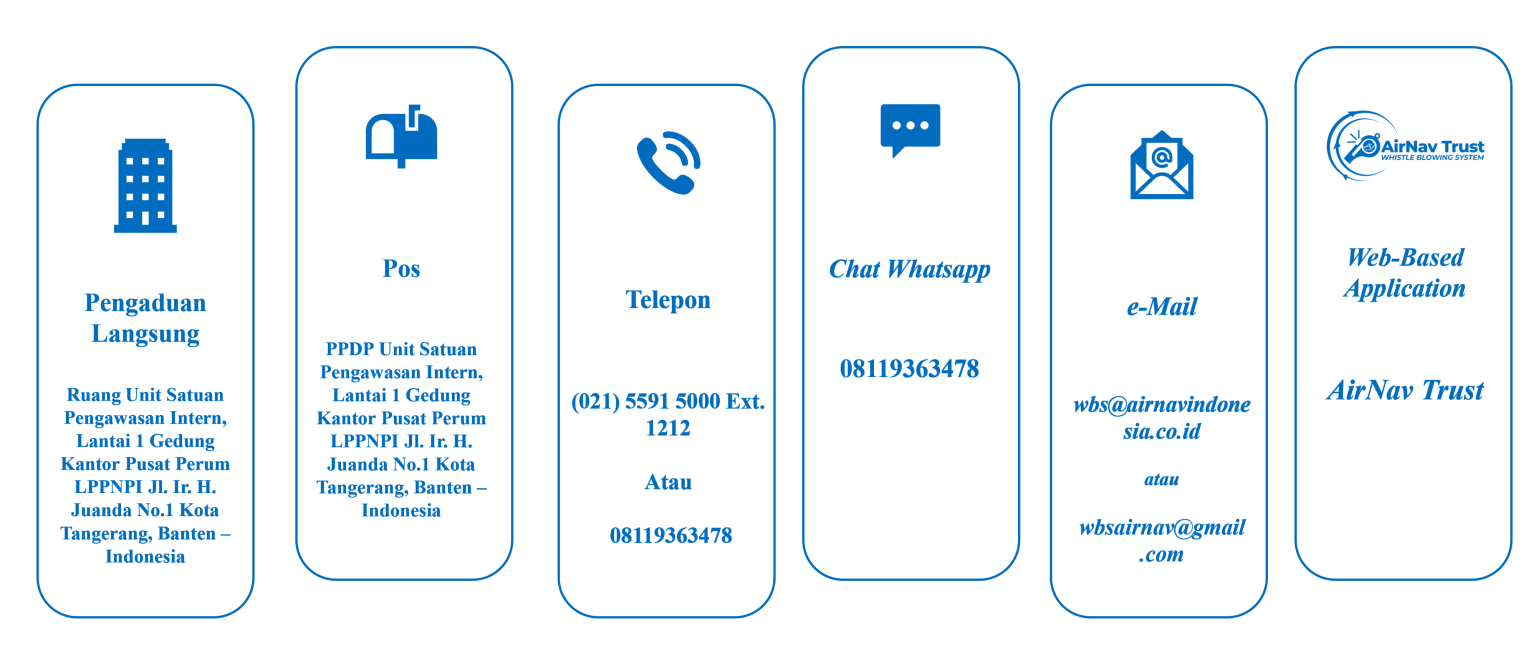 Pengaduan
Langsung
Ruang Unit Satuan
Pengawasan Intern,
Lantai 1 Gedung
Kantor Pusat Perum
LPPNPI Jl. Ir. H.
Juanda No.1 Kota
Tangerang, Banten –
Indonesia
Pos
PPDP Unit Satuan
Pengawasan Intern,
Lantai 1 Gedung
Kantor Pusat Perum
LPPNPI Jl. Ir. H.
Juanda No.1 Kota
Tangerang, Banten –
Indonesia
Telepon
(021) 5591 5000 Ext.
1212
Atau
08119363478
Chat Whatsapp
08119363478
@
e-Mail
wbs@airnavindone
sia.co.id
atau
wbsairnav@gmail
.com
AirNav Trust
WHISTLE BLOWING SYSTEM
Web-Based
Application
AirNav Trust